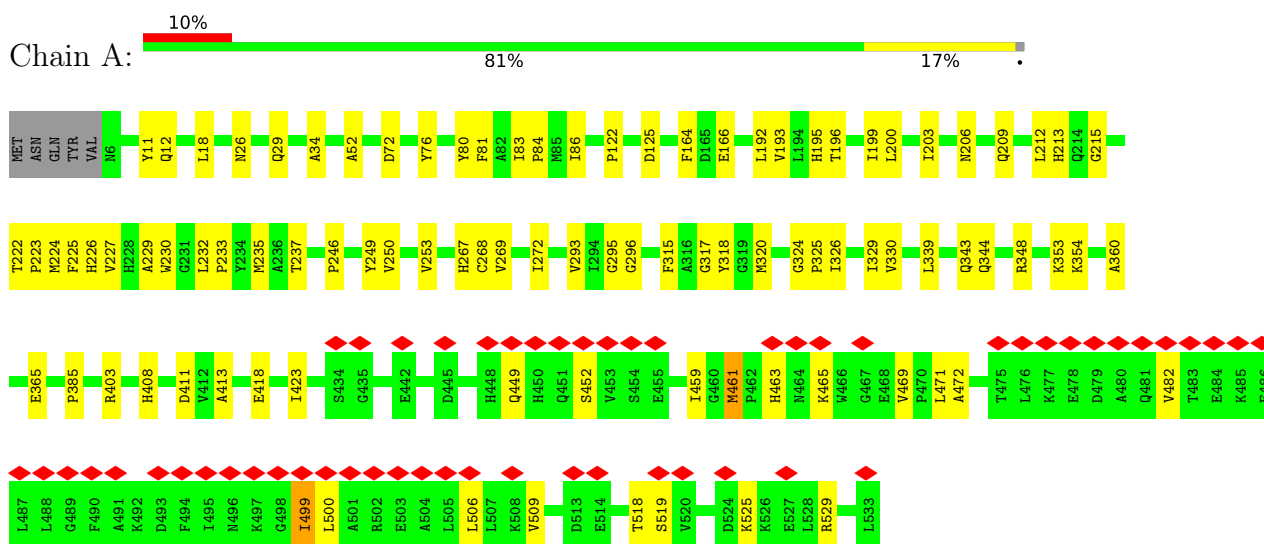 10%
Chain A:
81% 17% •
MET ASN GLN TYR VAL N6 Y11 Q12 L18 N26 Q29 A34 A52 D72 Y76 Y80 F81 A82 I83 P84 M85 I86 P122 D125 F164 D165 E166 L192 V193 L194 H195 T196 I199 L200 I203 N206 Q209 L212 H213 Q214 G215
T222 P223 M224 F225 H226 V227 H228 A229 W230 G231 L232 P233 Y234 M235 A236 T237 P246 Y249 V250 V253 H267 C268 V269 I272 V293 I294 G295 G296 F315 A316 G317 Y318 G319 M320 G324 P325 I326 I329 V330 L339 Q343 Q344 R348 K353 K354 A360
E365 P385 R403 H408 D411 V412 A413 E418 I423 S434 G435 E442 D445 H448 Q449 H450 Q451 S452 V453 S454 E455 I459 G460 M461 P462 H463 N464 K465 W466 G467 E468 V469 P470 L471 A472 T475 L476 K477 E478 D479 A480 Q481 V482 T483 E484 K485
L487 L488 G489 F490 A491 K492 D493 F494 I495 N496 K497 G498 I499 L500 A501 R502 E503 A504 L505 L506 L507 K508 V509 D513 E514 T518 S519 V520 D524 K525 K526 E527 L528 R529 L533